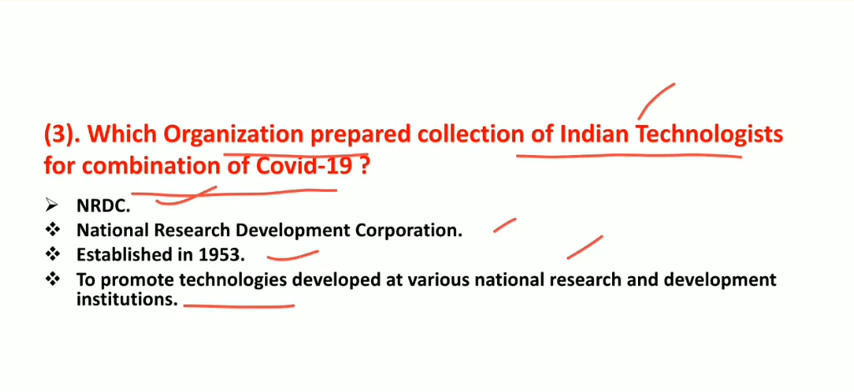 (3). Which Organization prepared collection of Indian Technologists
for combination of Covid-19 ?
➢ NRDC.
❖ National Research Development Corporation.
❖ Established in 1953.
❖ To promote technologies developed at various national research and development
institutions.